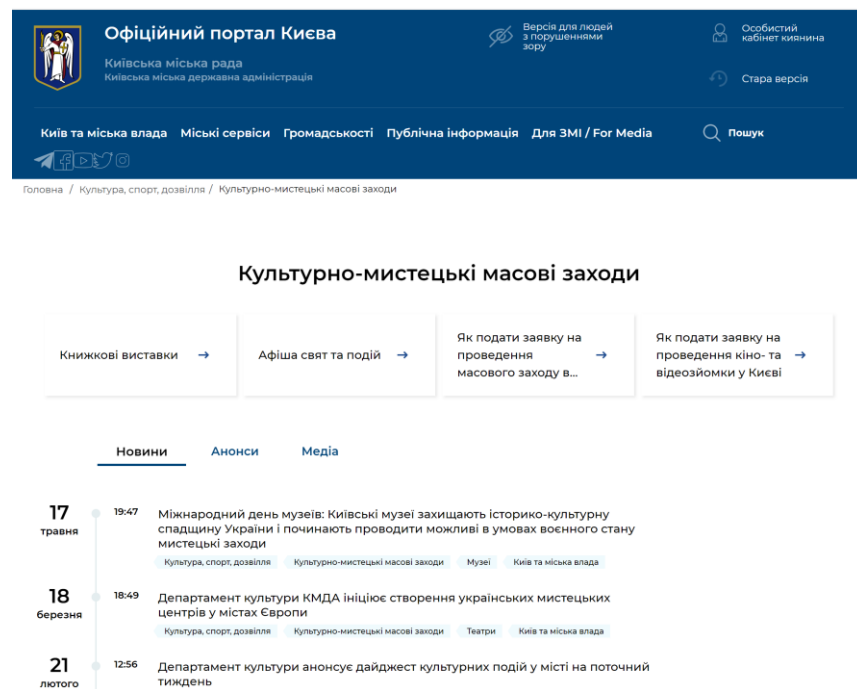 Офіційний портал Києва
Київська міська рада
Київська міська державна адміністрація
Версія для людей
з порушеннями
зору
Особистий
кабінет киянина
Стара версія
Київ та міська влада Міські сервіси Громадськості Публічна інформація Для ЗМІ / For Media Пошук
Головна / Культура, спорт, дозвілля / Культурно-мистецькі масові заходи
Культурно-мистецькі масові заходи
Книжкові виставки →
Афіша свят та подій →
Як подати заявку на
проведення →
масового заходу в...
Як подати заявку на
проведення кіно- та →
відеозйомки у Києві
Новини Анонси Медіа
17
травня
19:47
Міжнародний день музеїв: Київські музеї захищають історико-культурну
спадщину України і починають проводити можливі в умовах воєнного стану
мистецькі заходи
Культура, спорт, дозвілля Культурно-мистецькі масові заходи Музеї Київ та міська влада
18
березня
18:49
Департамент культури КМДА ініціює створення українських мистецьких
центрів у містах Європи
Культура, спорт, дозвілля Культурно-мистецькі масові заходи Театри Київ та міська влада
21
лютого
12:56
Департамент культури анонсує дайджест культурних подій у місті на поточний
тиждень